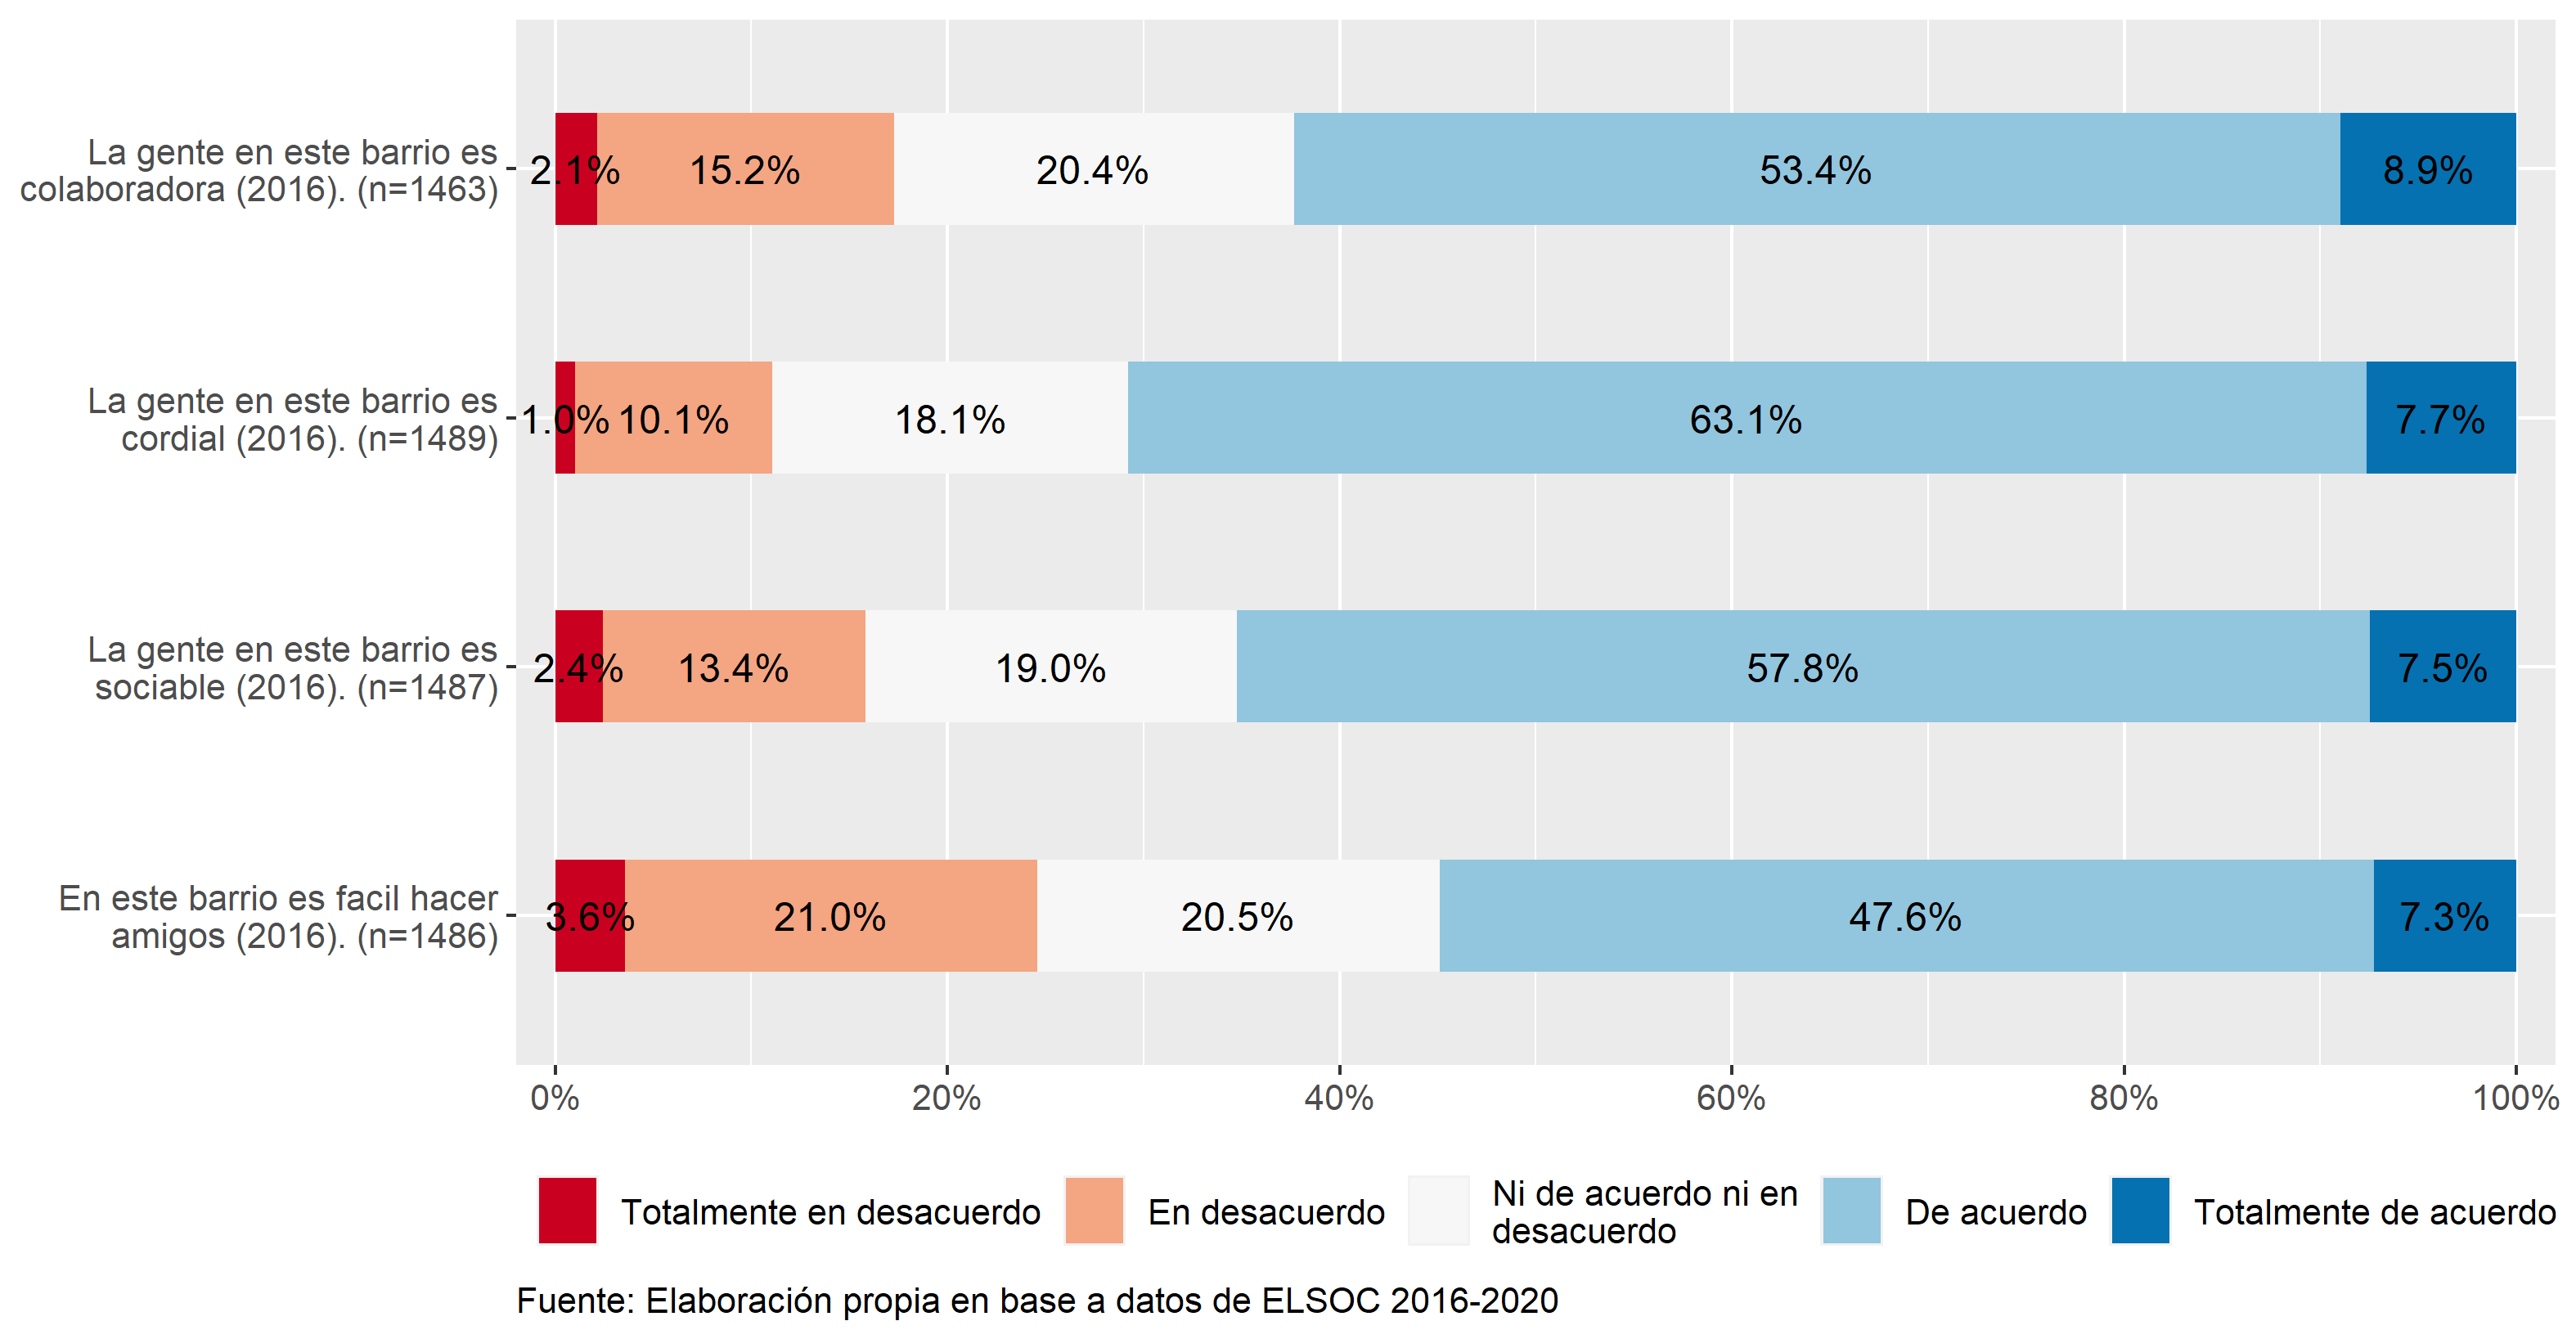 La gente en este barrio es
colaboradora (2016). (n=1463)
2.1% 15.2% 20.4% 53.4% 8.9%
La gente en este barrio es
cordial (2016). (n=1489)
1.0% 10.1% 18.1% 63.1% 7.7%
La gente en este barrio es
sociable (2016). (n=1487)
2.4% 13.4% 19.0% 57.8% 7.5%
En este barrio es facil hacer
amigos (2016). (n=1486)
3.6% 21.0% 20.5% 47.6% 7.3%
0% 20% 40% 60% 80% 100%
Totalmente en desacuerdo
En desacuerdo
Ni de acuerdo ni en
desacuerdo
De acuerdo
Totalmente de acuerdo
Fuente: Elaboración propia en base a datos de ELSOC 2016-2020